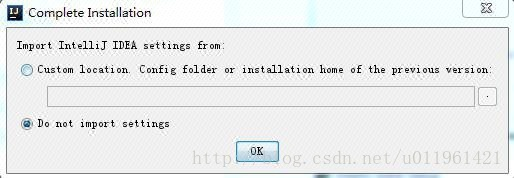 IJ Complete Installation
Import IntelliJ IDEA settings from:
Custom location. Config folder or installation home of the previous version:
.
Do not import settings
OK
http://blog.csdn.net/u011961421